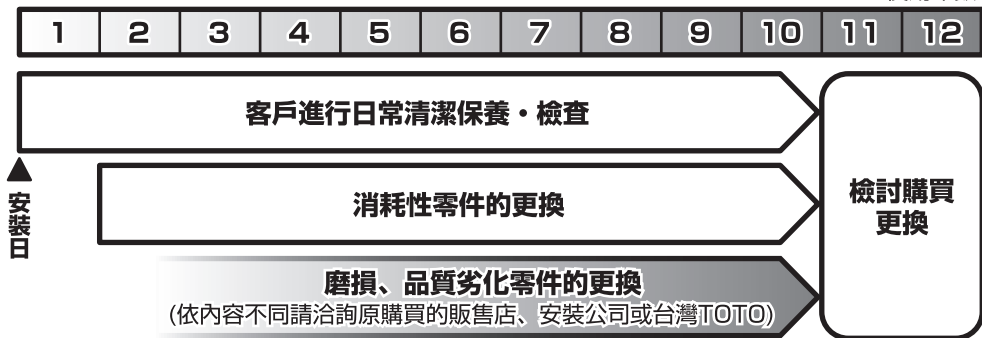 1 2 3 4 5 6 7 8 9 10 11 12
客戶進行日常清潔保養・檢查
安裝日
消耗性零件的更換
檢討購買
更換
磨損、品質劣化零件的更換
(依內容不同請洽詢原購買的販售店、安裝公司或台灣TOTO)